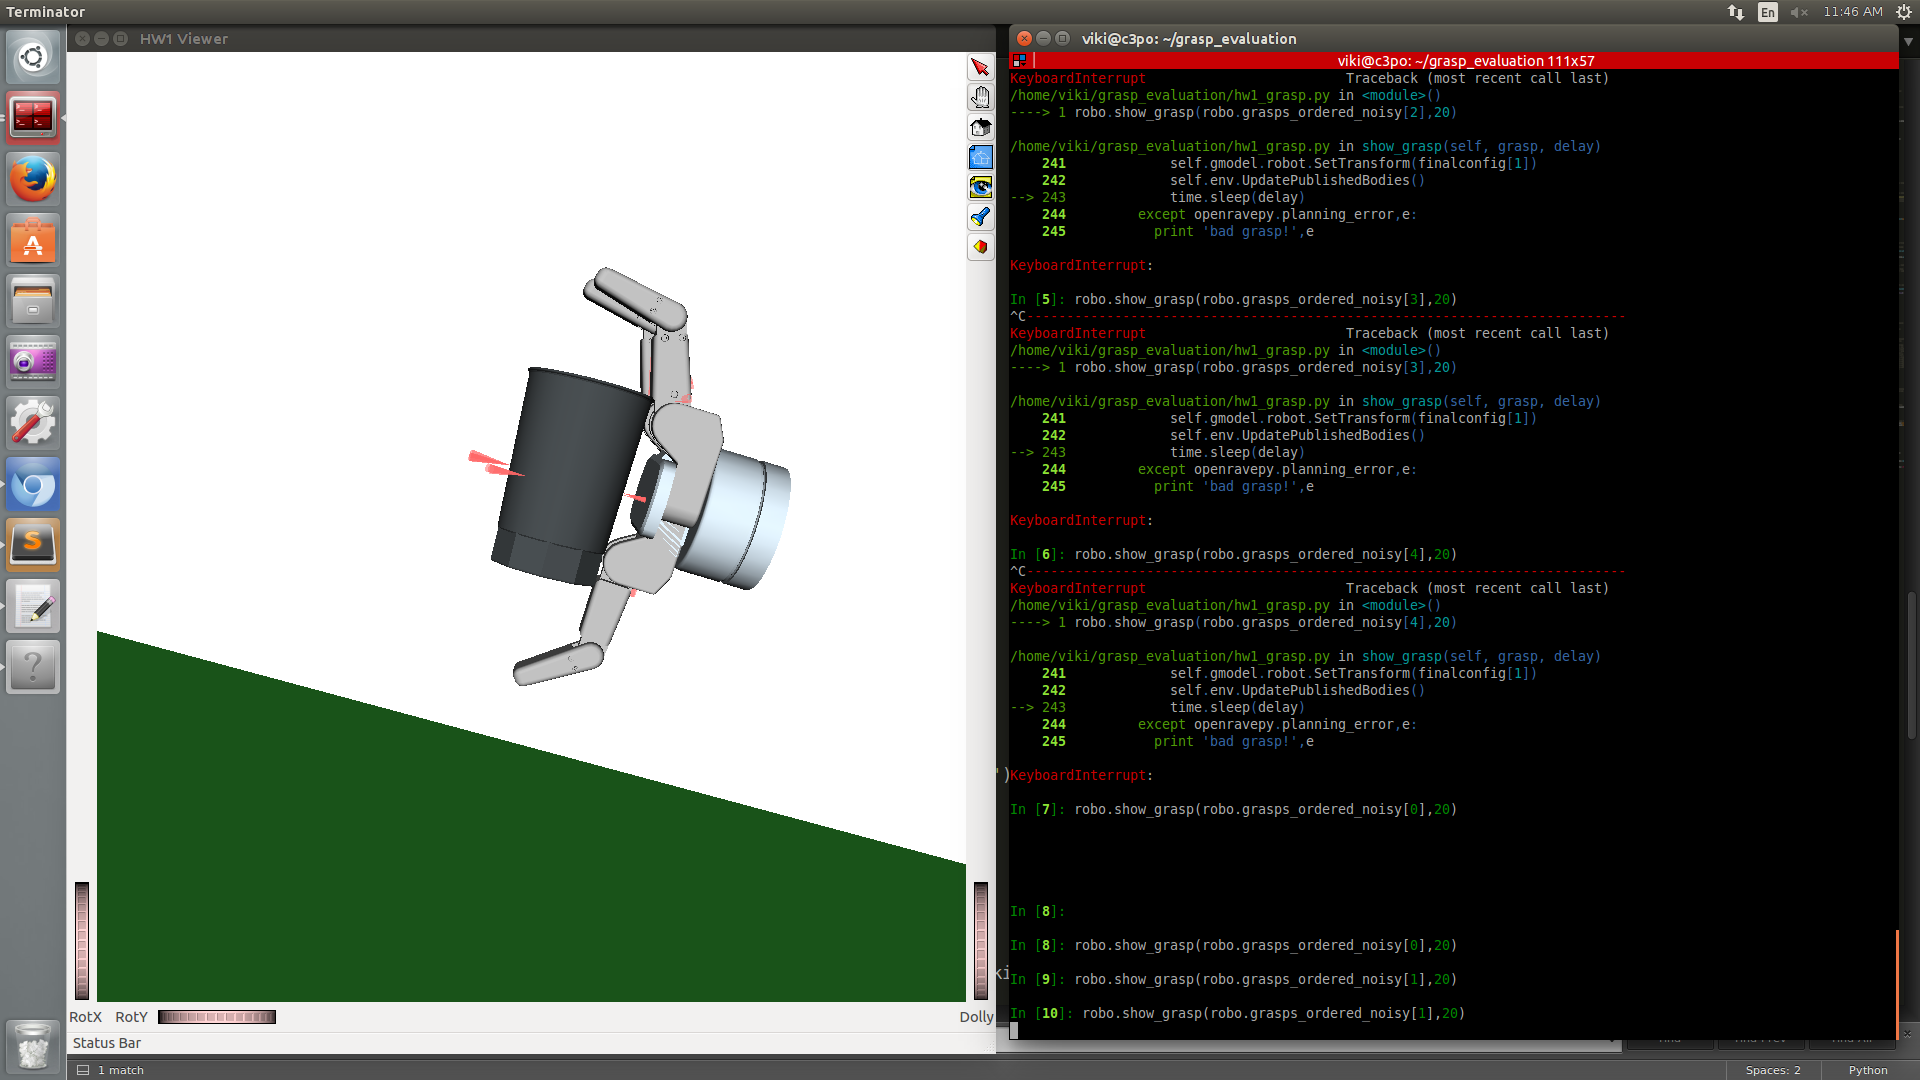 Terminator
En
11:46 AM
HW1 Viewer
viki@c3po: ~/grasp_evaluation
viki@c3po: ~/grasp_evaluation 111x57
KeyboardInterrupt Traceback (most recent call last)
/home/viki/grasp_evaluation/hw1_grasp.py in <module>()
----> 1 robo.show_grasp(robo.grasps_ordered_noisy[2],20)
/home/viki/grasp_evaluation/hw1_grasp.py in show_grasp(self, grasp, delay)
241 self.gmodel.robot.SetTransform(finalconfig[1])
242 self.env.UpdatePublishedBodies()
--> 243 time.sleep(delay)
244 except openravepy.planning_error,e:
245 print 'bad grasp!',e
KeyboardInterrupt:
In [5]: robo.show_grasp(robo.grasps_ordered_noisy[3],20)
^C---------------------------------------------------------------------------
KeyboardInterrupt Traceback (most recent call last)
/home/viki/grasp_evaluation/hw1_grasp.py in <module>()
----> 1 robo.show_grasp(robo.grasps_ordered_noisy[3],20)
/home/viki/grasp_evaluation/hw1_grasp.py in show_grasp(self, grasp, delay)
241 self.gmodel.robot.SetTransform(finalconfig[1])
242 self.env.UpdatePublishedBodies()
--> 243 time.sleep(delay)
244 except openravepy.planning_error,e:
245 print 'bad grasp!',e
KeyboardInterrupt:
In [6]: robo.show_grasp(robo.grasps_ordered_noisy[4],20)
^C---------------------------------------------------------------------------
KeyboardInterrupt Traceback (most recent call last)
/home/viki/grasp_evaluation/hw1_grasp.py in <module>()
----> 1 robo.show_grasp(robo.grasps_ordered_noisy[4],20)
/home/viki/grasp_evaluation/hw1_grasp.py in show_grasp(self, grasp, delay)
241 self.gmodel.robot.SetTransform(finalconfig[1])
242 self.env.UpdatePublishedBodies()
--> 243 time.sleep(delay)
244 except openravepy.planning_error,e:
245 print 'bad grasp!',e
')
KeyboardInterrupt:
In [7]: robo.show_grasp(robo.grasps_ordered_noisy[0],20)
In [8]:
In [8]: robo.show_grasp(robo.grasps_ordered_noisy[0],20)
ki
In [9]: robo.show_grasp(robo.grasps_ordered_noisy[1],20)
In [10]: robo.show_grasp(robo.grasps_ordered_noisy[1],20)
RotX RotY
Dolly
Status Bar
1 match
Spaces: 2
Python